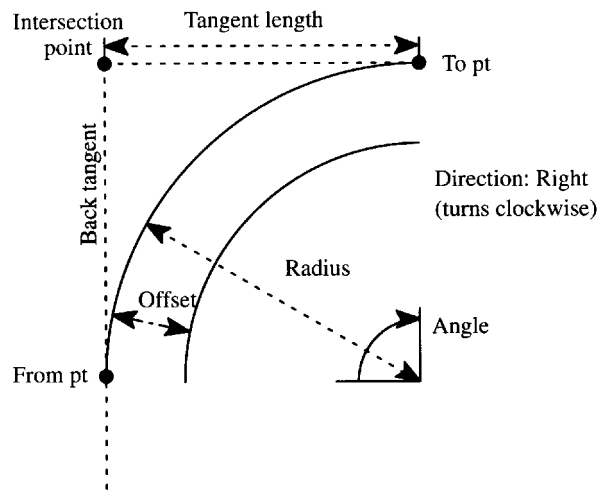 Intersection
point
Tangent length
To pt
Back tangent
Direction: Right
(turns clockwise)
Radius
Offset
Angle
From pt